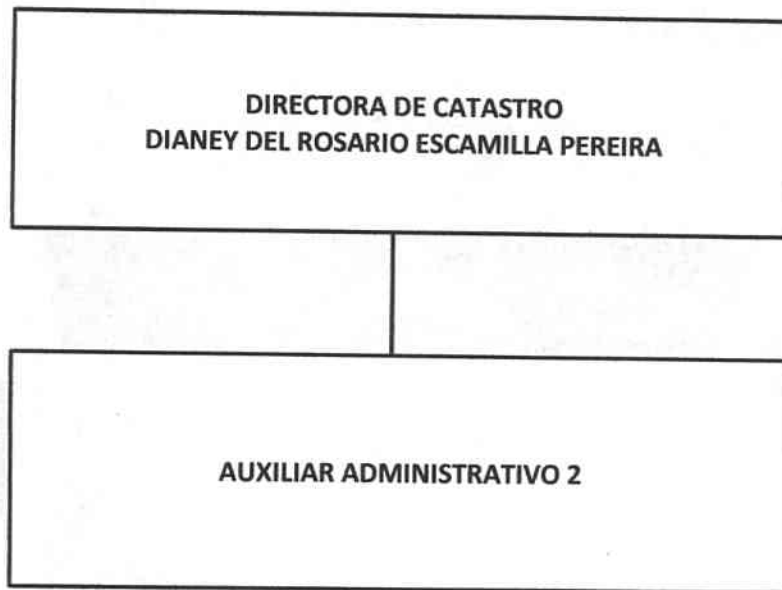 DIRECTORA DE CATASTRO
DIANEY DEL ROSARIO ESCAMILLA PEREIRA
AUXILIAR ADMINISTRATIVO 2